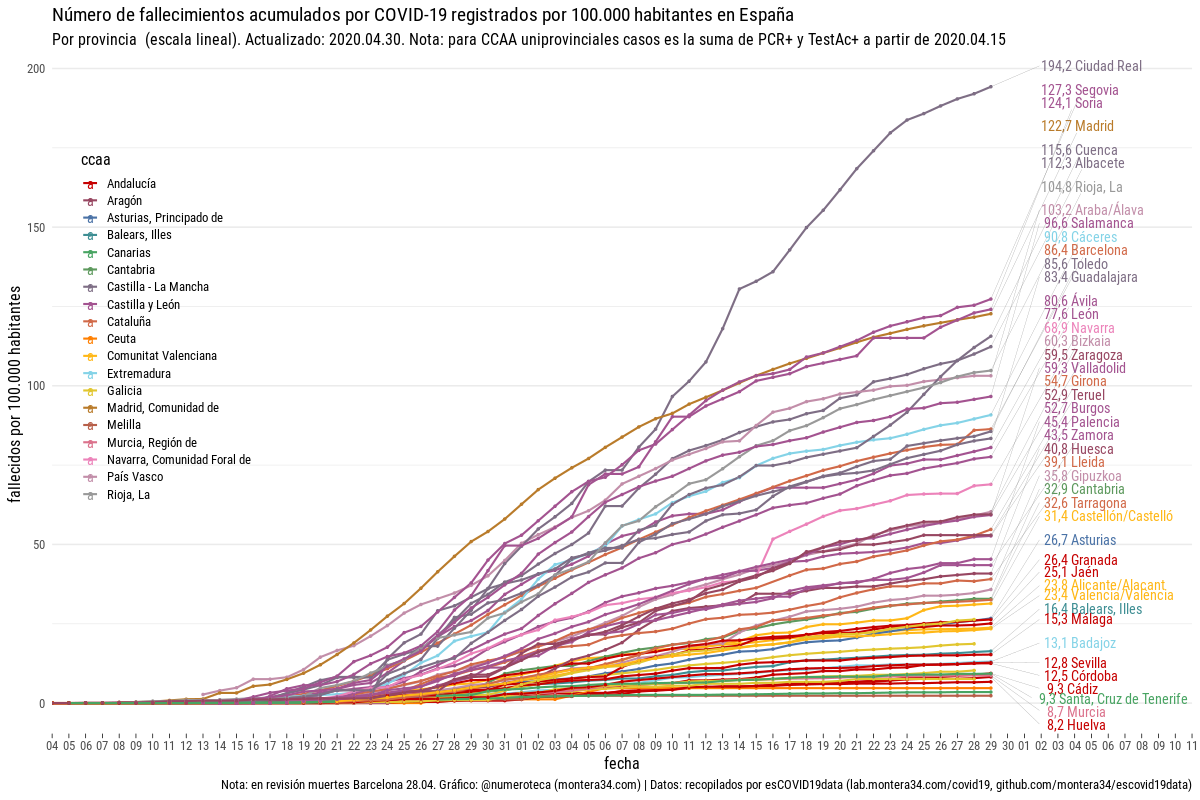 Número de fallecimientos acumulados por COVID-19 registrados por 100.000 habitantes en España
Por provincia (escala lineal). Actualizado: 2020.04.30. Nota: para CCAA uniprovinciales casos es la suma de PCR+ y TestAc+ a partir de 2020.04.15
fallecidos por 100.000 habitantes
200
150
100
50
0
ccaa
Andalucía
Aragón
Asturias, Principado de
Balears, Illes
Canarias
Cantabria
Castilla - La Mancha
Castilla y León
Cataluña
Ceuta
Comunitat Valenciana
Extremadura
Galicia
Madrid, Comunidad de
Melilla
Murcia, Región de
Navarra, Comunidad Foral de
País Vasco
Rioja, La
194,2 Ciudad Real
127,3 Segovia
124,1 Soria
122,7 Madrid
115,6 Cuenca
112,3 Albacete
104,8 Rioja, La
103,2 Araba/Álava
96,6 Salamanca
90,8 Cáceres
86,4 Barcelona
85,6 Toledo
83,4 Guadalajara
80,6 Ávila
77,6 León
68,9 Navarra
60,3 Bizkaia
59,5 Zaragoza
59,3 Valladolid
54,7 Girona
52,9 Teruel
52,7 Burgos
45,4 Palencia
43,5 Zamora
40,8 Huesca
39,1 Lleida
35,8 Gipuzkoa
32,9 Cantabria
32,6 Tarragona
31,4 Castellón/Castelló
26,7 Asturias
26,4 Granada
25,1 Jaén
23,8 Alicante/Alacant
23,4 Valencia/València
16,4 Balears, Illes
15,3 Málaga
13,1 Badajoz
12,8 Sevilla
12,5 Córdoba
9,3 Cádiz
9,3 Santa, Cruz de Tenerife
8,7 Murcia
8,2 Huelva
04 05 06 07 08 09 10 11 12 13 14 15 16 17 18 19 20 21 22 23 24 25 26 27 28 29 30 31 01 02 03 04 05 06 07 08 09 10 11 12 13 14 15 16 17 18 19 20 21 22 23 24 25 26 27 28 29 30 01 02 03 04 05 06 07 08 09 10 11
fecha
Nota: en revisión muertes Barcelona 28.04. Gráfico: @numeroteca (montera34.com) | Datos: recopilados por esCOVID19data (lab.montera34.com/covid19, github.com/montera34/escovid19data)